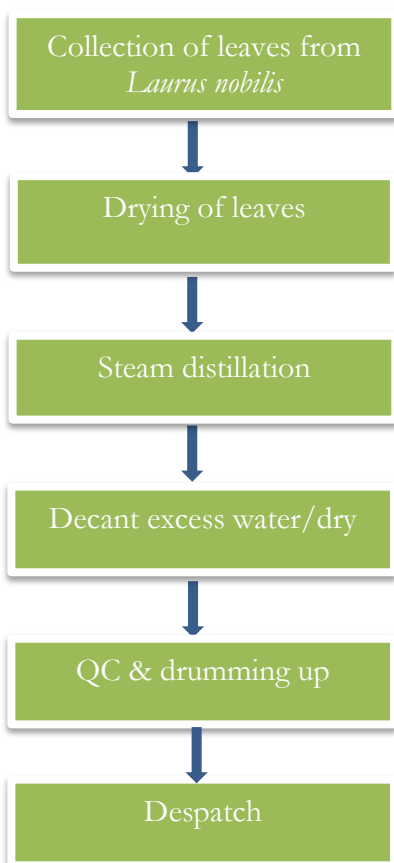 Collection of leaves from
Laurus nobilis
Drying of leaves
Steam distillation
Decant excess water/dry
QC & drumming up
Despatch